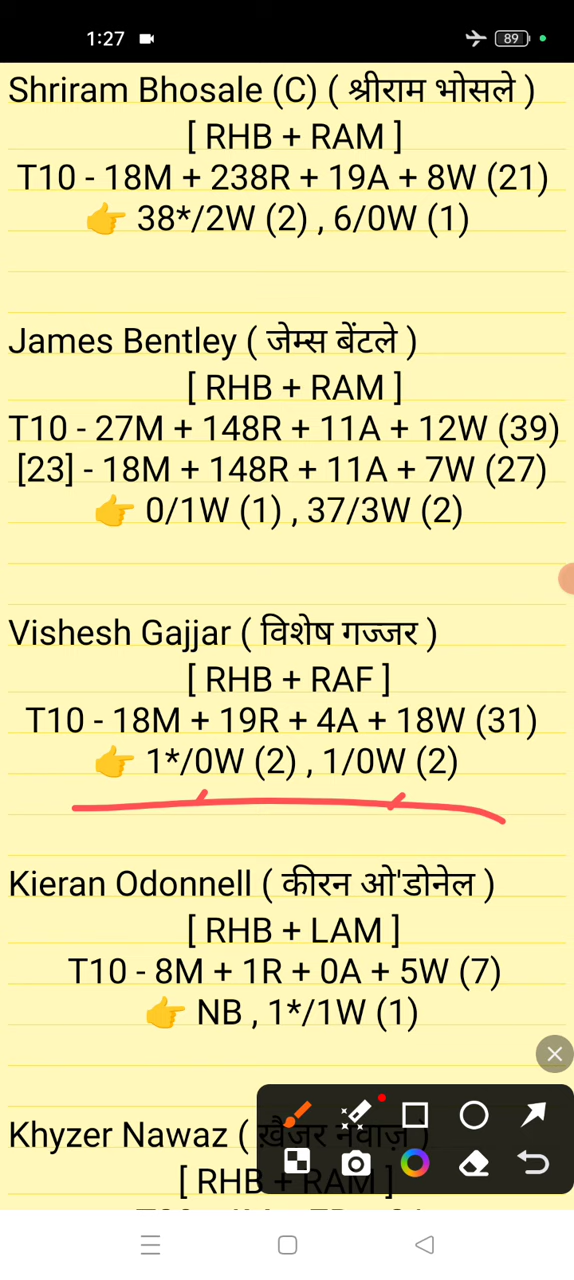 1:27
89
Shriram Bhosale (C) ( श्रीराम भोसले )
[ RHB + RAM ]
T10 - 18M + 238R + 19A + 8W (21)
👉 38*/2W (2) , 6/0W (1)
James Bentley ( जेम्स बेंटले )
[ RHB + RAM ]
T10 - 27M + 148R + 11A + 12W (39)
[23] - 18M + 148R + 11A + 7W (27)
👉 0/1W (1) , 37/3W (2)
Vishesh Gajjar ( विशेष गज्जर )
[ RHB + RAF ]
T10 - 18M + 19R + 4A + 18W (31)
👉 1*/0W (2) , 1/0W (2)
Kieran Odonnell ( कीरन ओ'डोनेल )
[ RHB + LAM ]
T10 - 8M + 1R + 0A + 5W (7)
👉 NB , 1*/1W (1)
Khyzer Nawaz ( ख़ैजर नवाज़ )
[ RHB + RAM ]